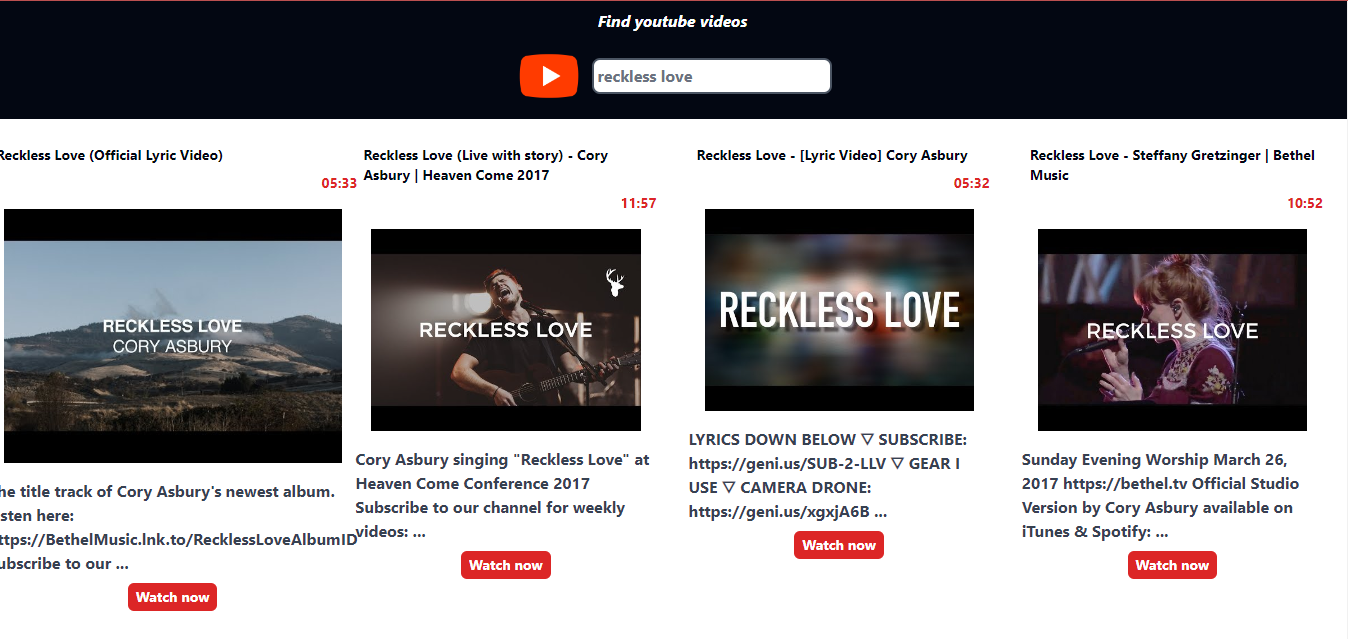 Find youtube videos
reckless love
Reckless Love (Official Lyric Video)
05:33
RECKLESS LOVE
CORY ASBURY
he title track of Cory Asbury's newest album.
sten here:
ttps://BethelMusic.lnk.to/RecklessLoveAlbumID
ubscribe to our ...
Watch now
Reckless Love (Live with story) - Cory
Asbury | Heaven Come 2017
11:57
RECKLESS LOVE
Cory Asbury singing "Reckless Love" at
Heaven Come Conference 2017
Subscribe to our channel for weekly
videos: ...
Watch now
Reckless Love - [Lyric Video] Cory Asbury
05:32
RECKLESS LOVE
LYRICS DOWN BELOW ▽ SUBSCRIBE:
https://geni.us/SUB-2-LLV ▽ GEAR I
USE ▽ CAMERA DRONE:
https://geni.us/xgxjA6B ...
Watch now
Reckless Love - Steffany Gretzinger | Bethel
Music
10:52
RECKLESS LOVE
Sunday Evening Worship March 26,
2017 https://bethel.tv Official Studio
Version by Cory Asbury available on
iTunes & Spotify: ...
Watch now